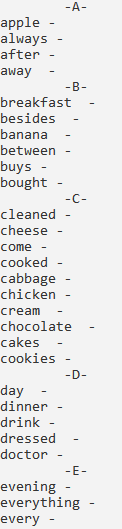 -A-
apple -
always -
after -
away  -
-B-
breakfast  -
besides  -
banana  -
between -
buys -
bought -
-C-
cleaned -
cheese -
come -
cooked -
cabbage -
chicken -
cream  -
chocolate  -
cakes  -
cookies -
-D-
day  -
dinner -
drink -
dressed  -
doctor -
-E-
evening -
everything -
every -